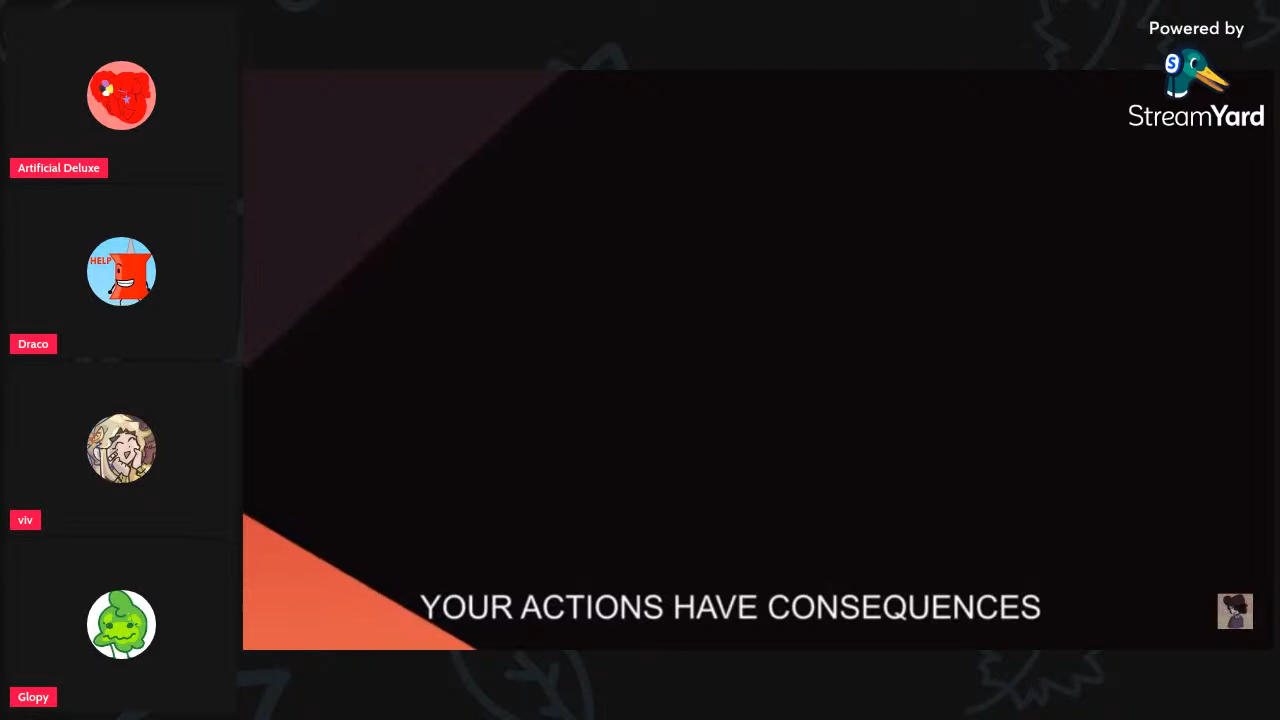 Powered by
S
StreamYard
Artificial Deluxe
HELP
Draco
viv
YOUR ACTIONS HAVE CONSEQUENCES
Glopy